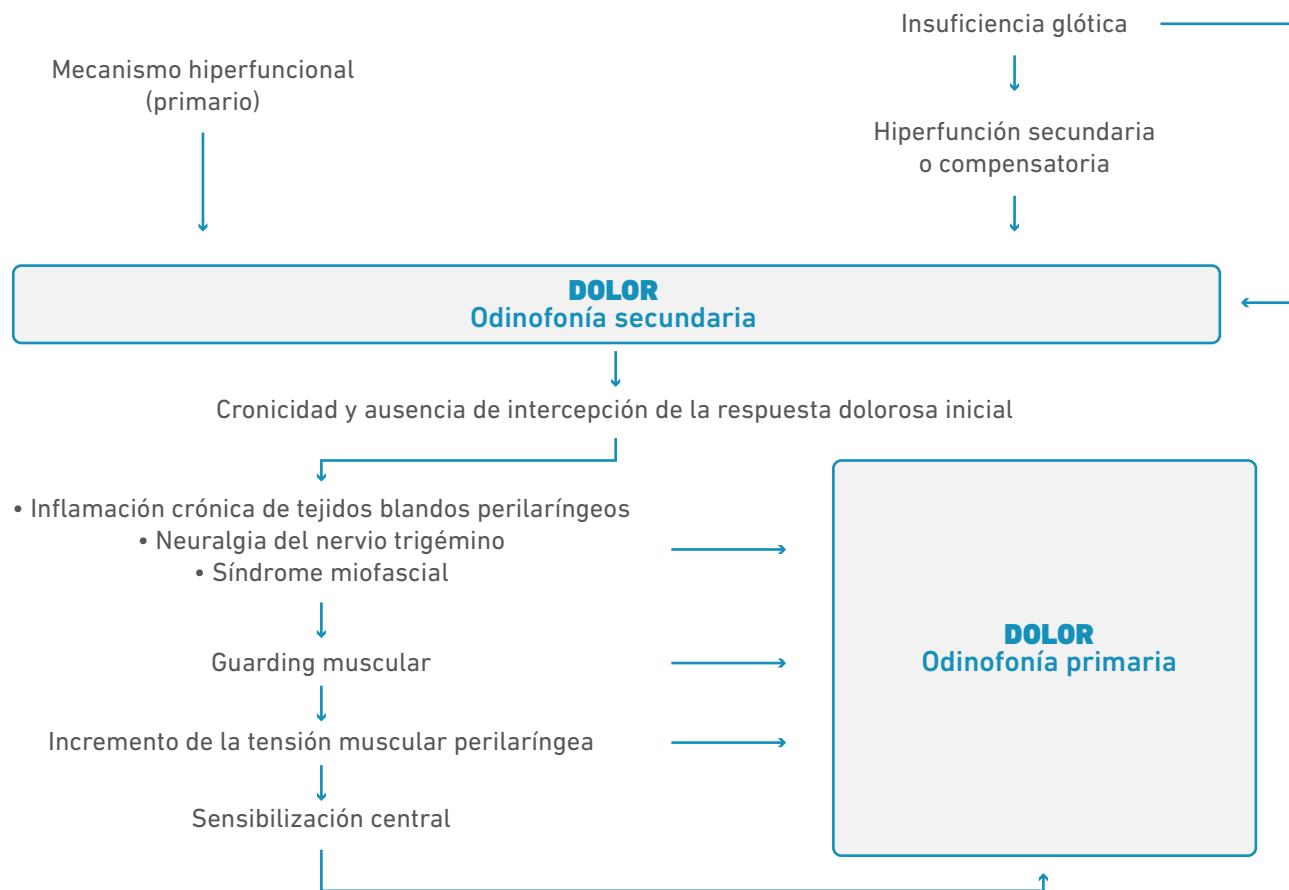 Insuficiencia glótica
Mecanismo hiperfuncional
(primario)
Hiperfunción secundaria
o compensatoria
DOLOR
Odinofonía secundaria
Cronicidad y ausencia de intercepción de la respuesta dolorosa inicial
• Inflamación crónica de tejidos blandos perilaríngeos
• Neuralgia del nervio trigémino
• Síndrome miofascial
Guarding muscular
Incremento de la tensión muscular perilaríngea
Sensibilización central
DOLOR
Odinofonía primaria